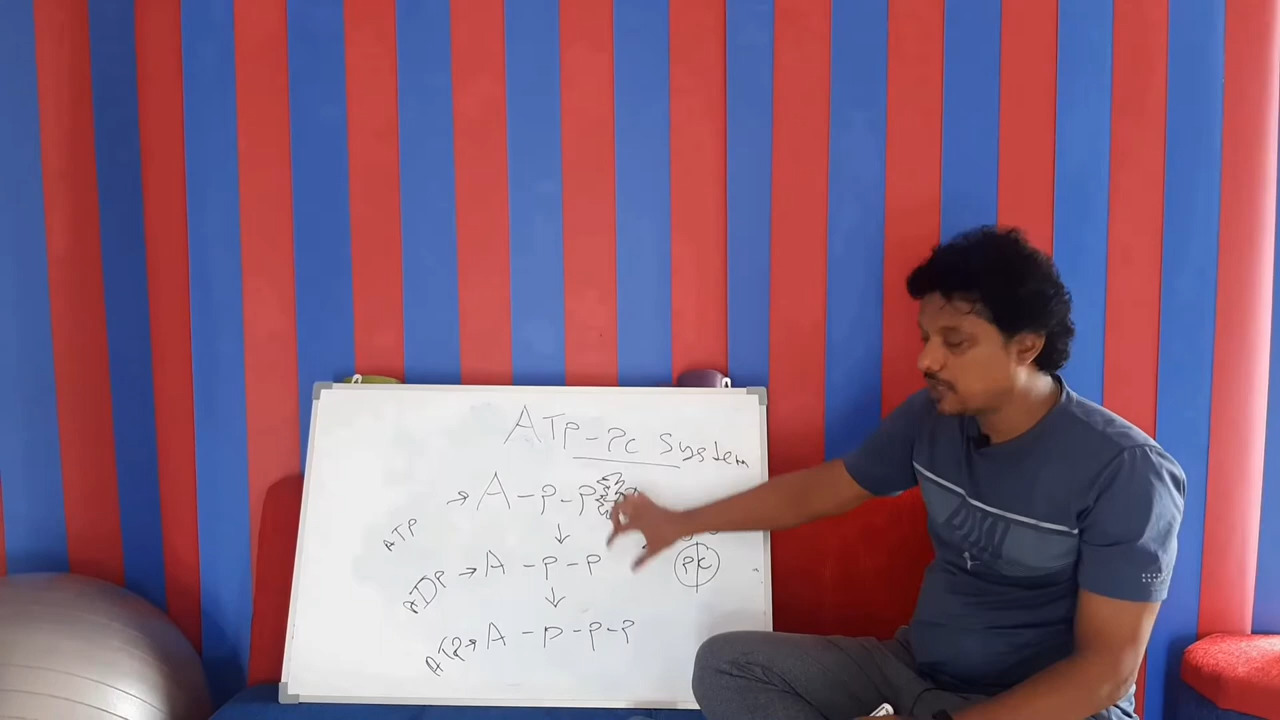 ATP - PC System
→ A - P - P
ATP
↓
ADP → A - P - P
PC
↓
ATP → A - P - P - P